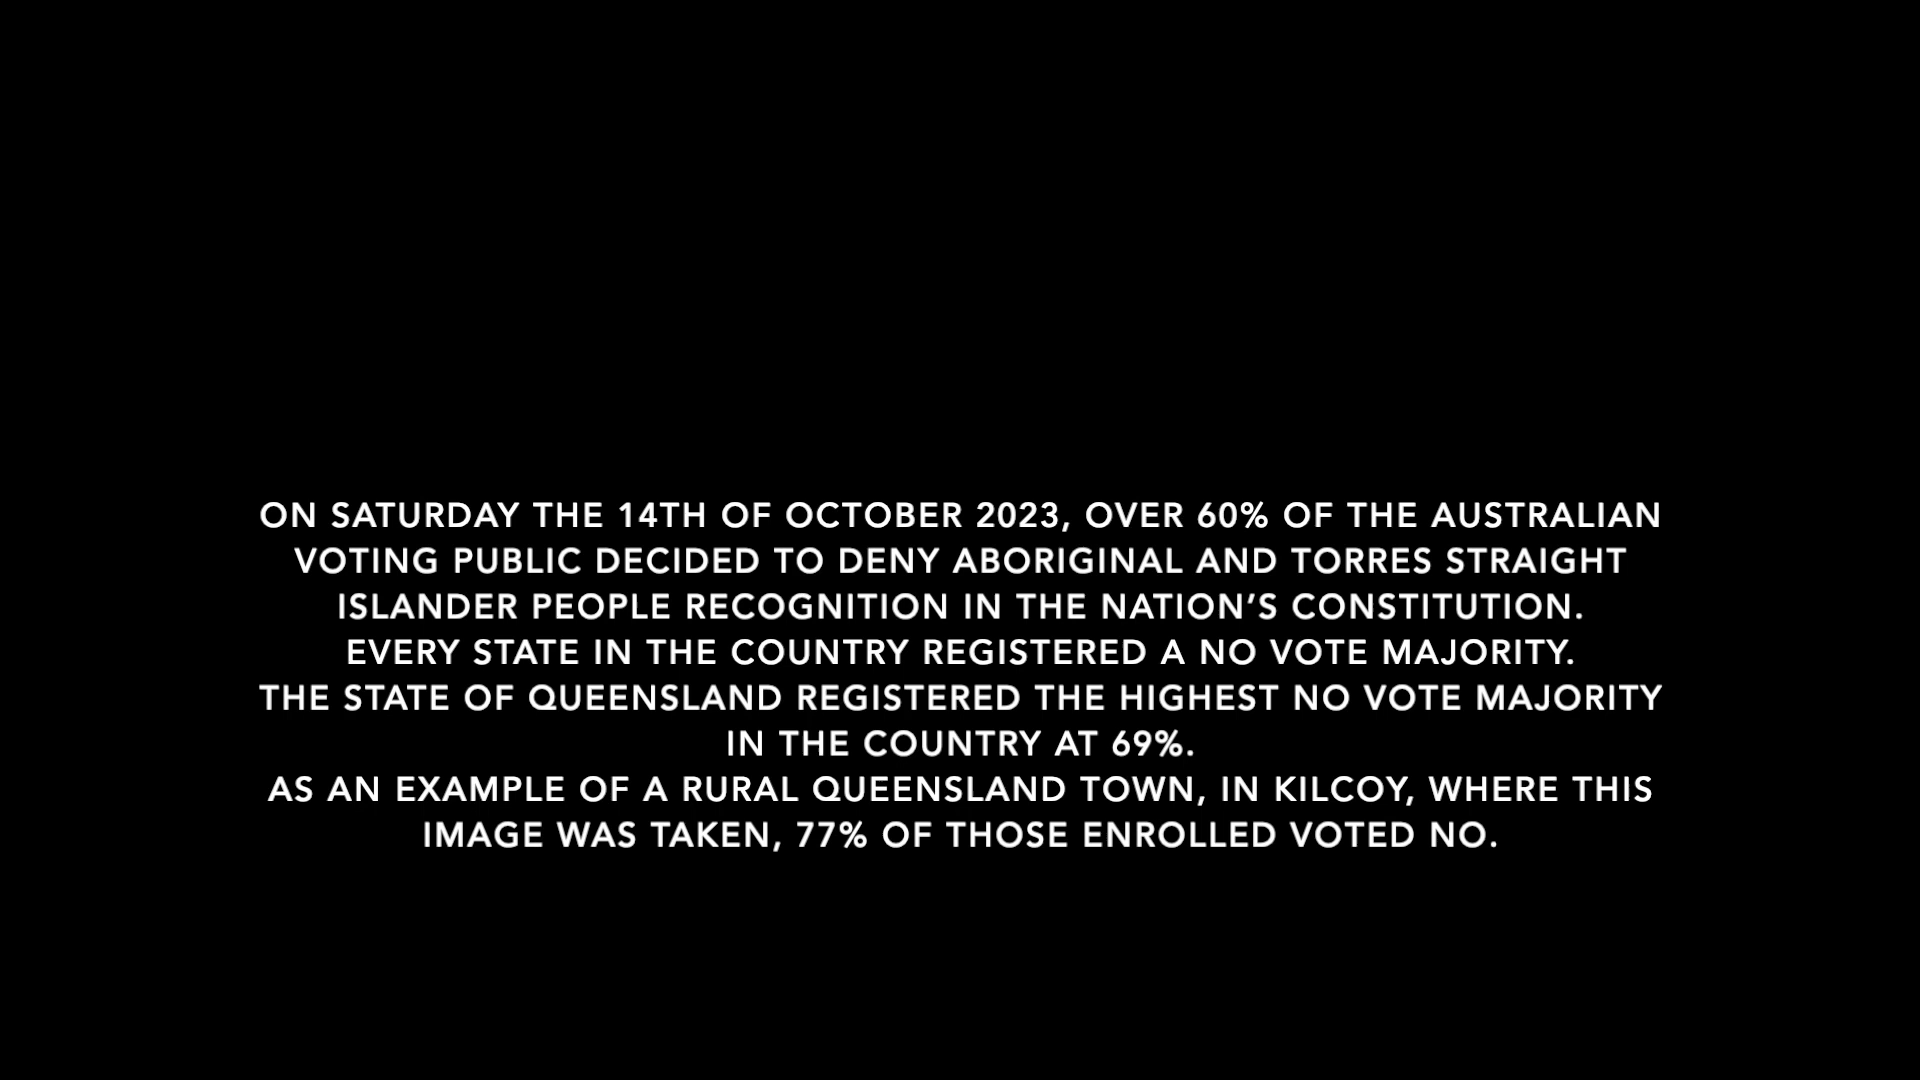 ON SATURDAY THE 14TH OF OCTOBER 2023, OVER 60% OF THE AUSTRALIAN
VOTING PUBLIC DECIDED TO DENY ABORIGINAL AND TORRES STRAIGHT
ISLANDER PEOPLE RECOGNITION IN THE NATION’S CONSTITUTION.
EVERY STATE IN THE COUNTRY REGISTERED A NO VOTE MAJORITY.
THE STATE OF QUEENSLAND REGISTERED THE HIGHEST NO VOTE MAJORITY
IN THE COUNTRY AT 69%.
AS AN EXAMPLE OF A RURAL QUEENSLAND TOWN, IN KILCOY, WHERE THIS
IMAGE WAS TAKEN, 77% OF THOSE ENROLLED VOTED NO.